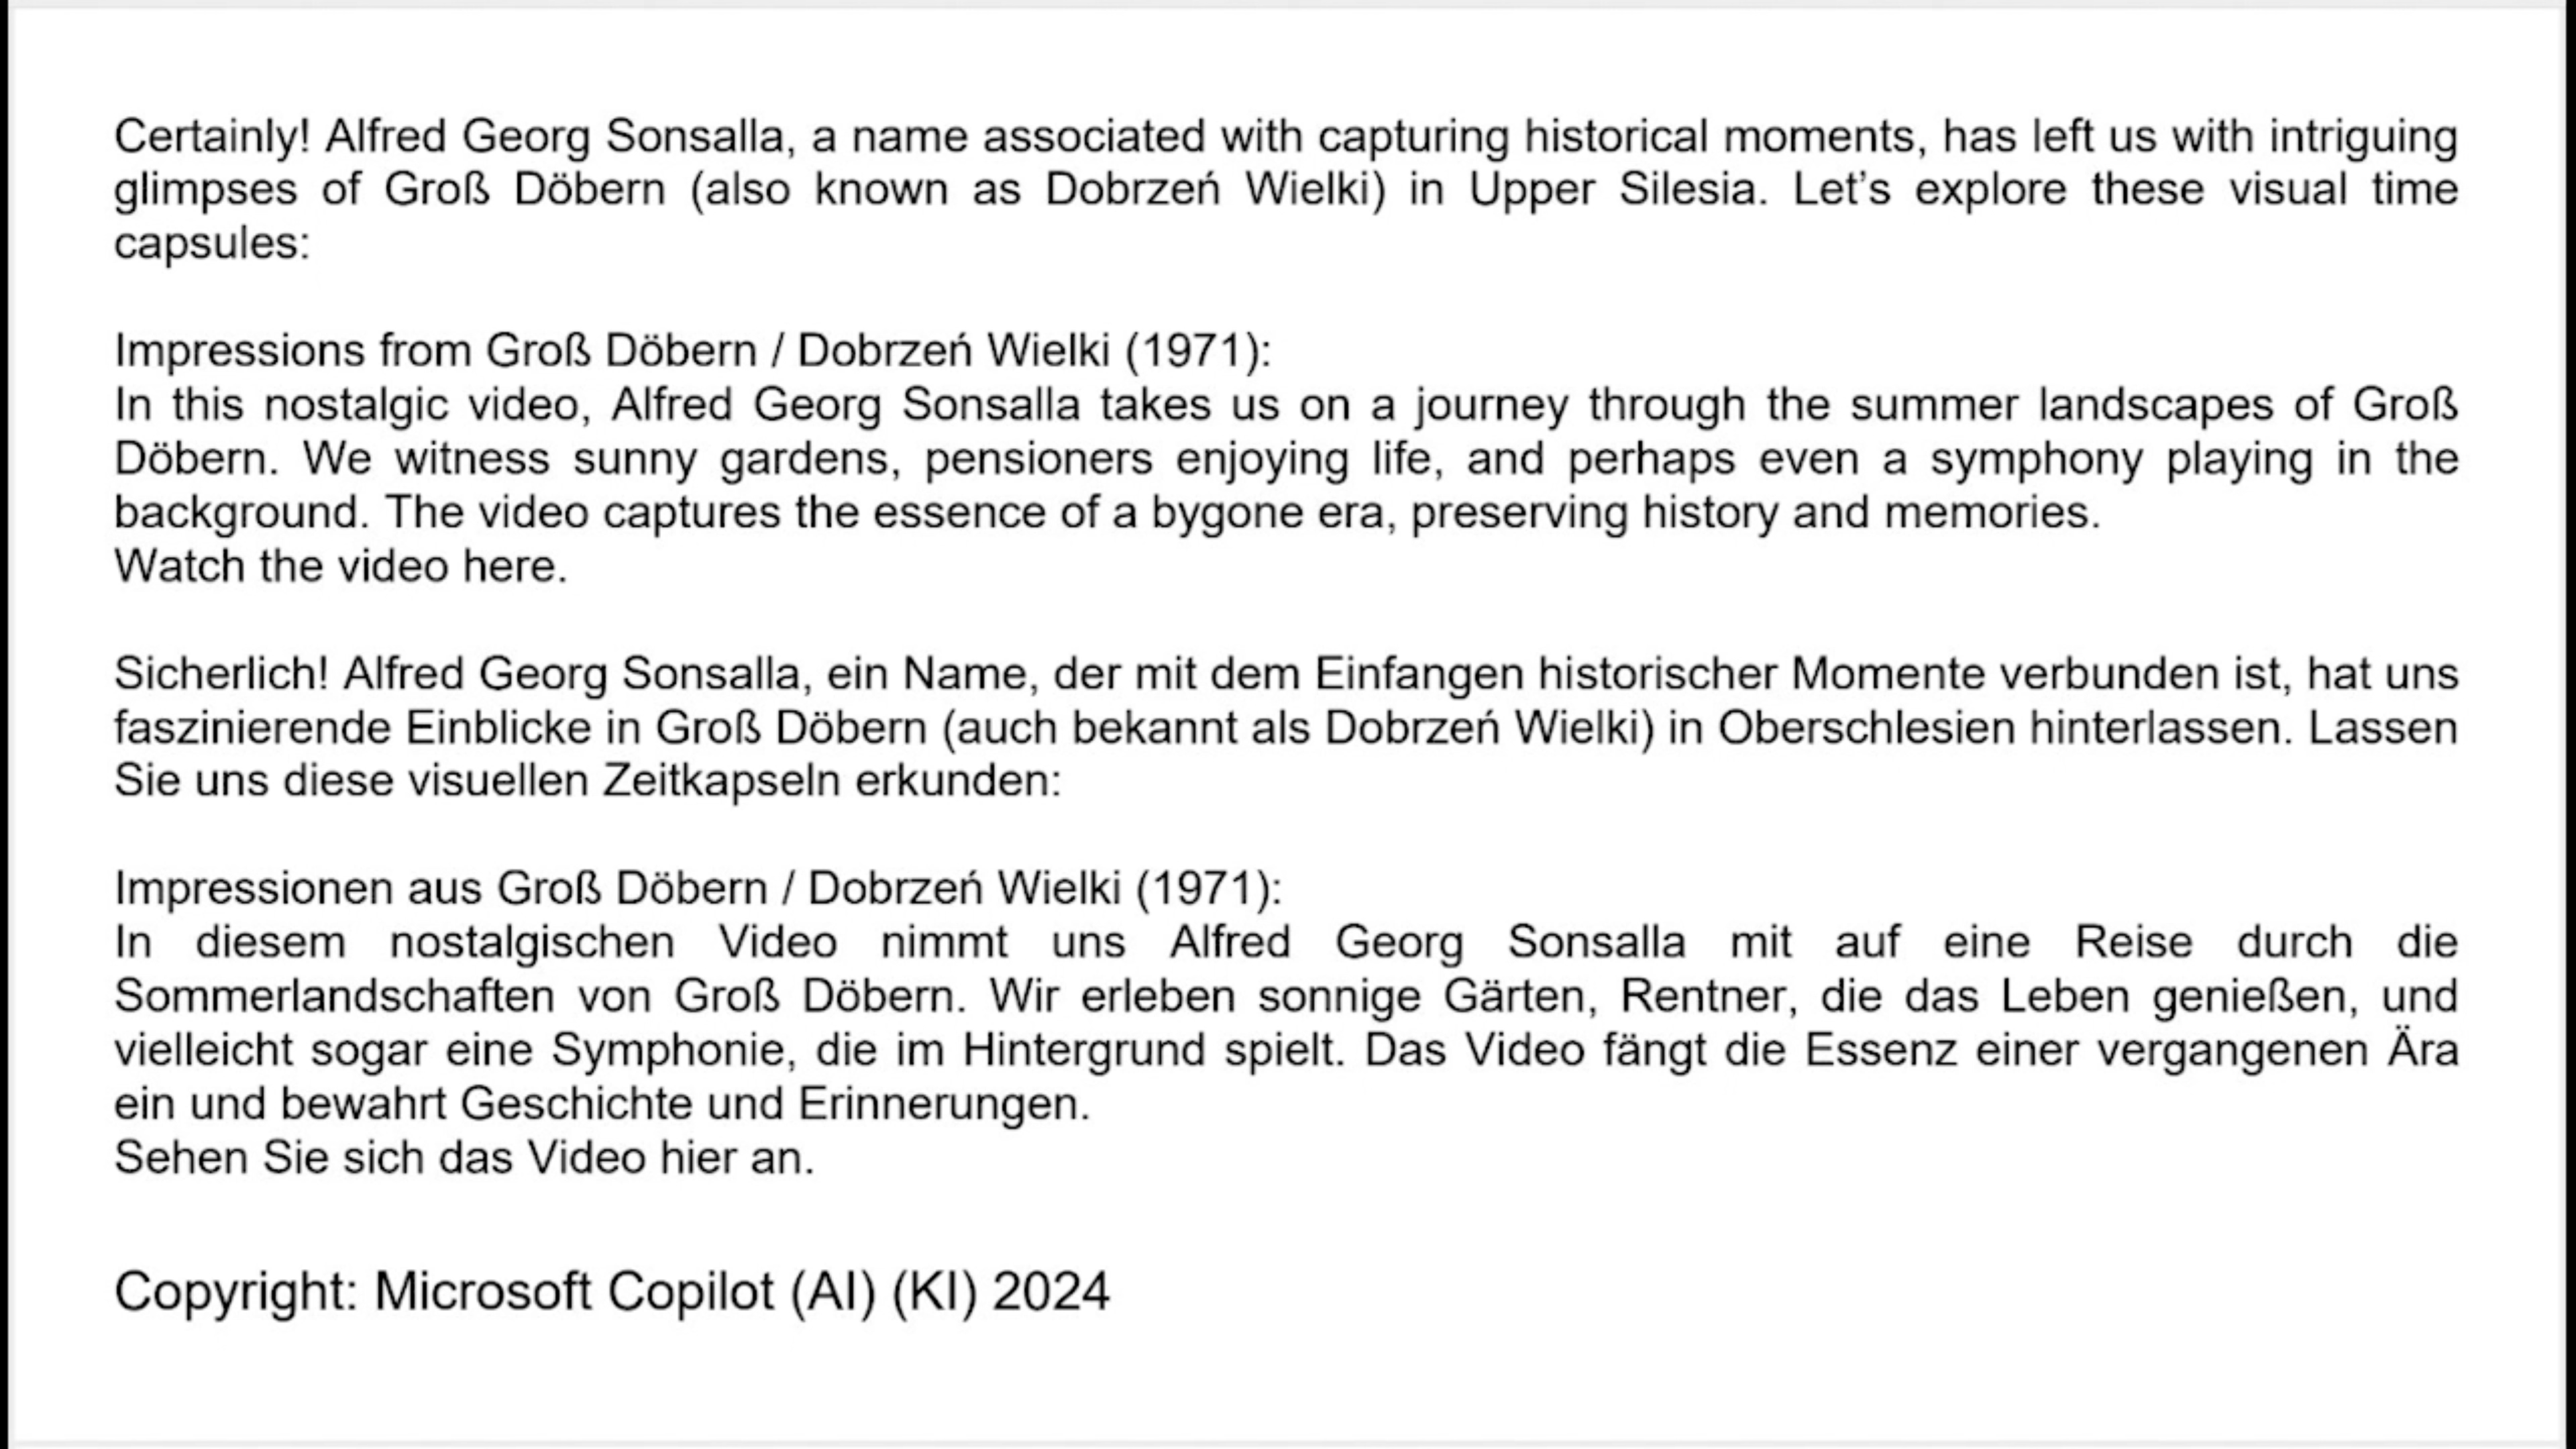 Certainly! Alfred Georg Sonsalla, a name associated with capturing historical moments, has left us with intriguing
glimpses of Groß Döbern (also known as Dobrzeń Wielki) in Upper Silesia. Let’s explore these visual time
capsules:
Impressions from Groß Döbern / Dobrzeń Wielki (1971):
In this nostalgic video, Alfred Georg Sonsalla takes us on a journey through the summer landscapes of Groß
Döbern. We witness sunny gardens, pensioners enjoying life, and perhaps even a symphony playing in the
background. The video captures the essence of a bygone era, preserving history and memories.
Watch the video here.
Sicherlich! Alfred Georg Sonsalla, ein Name, der mit dem Einfangen historischer Momente verbunden ist, hat uns
faszinierende Einblicke in Groß Döbern (auch bekannt als Dobrzeń Wielki) in Oberschlesien hinterlassen. Lassen
Sie uns diese visuellen Zeitkapseln erkunden:
Impressionen aus Groß Döbern / Dobrzeń Wielki (1971):
In diesem nostalgischen Video nimmt uns Alfred Georg Sonsalla mit auf eine Reise durch die
Sommerlandschaften von Groß Döbern. Wir erleben sonnige Gärten, Rentner, die das Leben genießen, und
vielleicht sogar eine Symphonie, die im Hintergrund spielt. Das Video fängt die Essenz einer vergangenen Ära
ein und bewahrt Geschichte und Erinnerungen.
Sehen Sie sich das Video hier an.
Copyright: Microsoft Copilot (AI) (KI) 2024